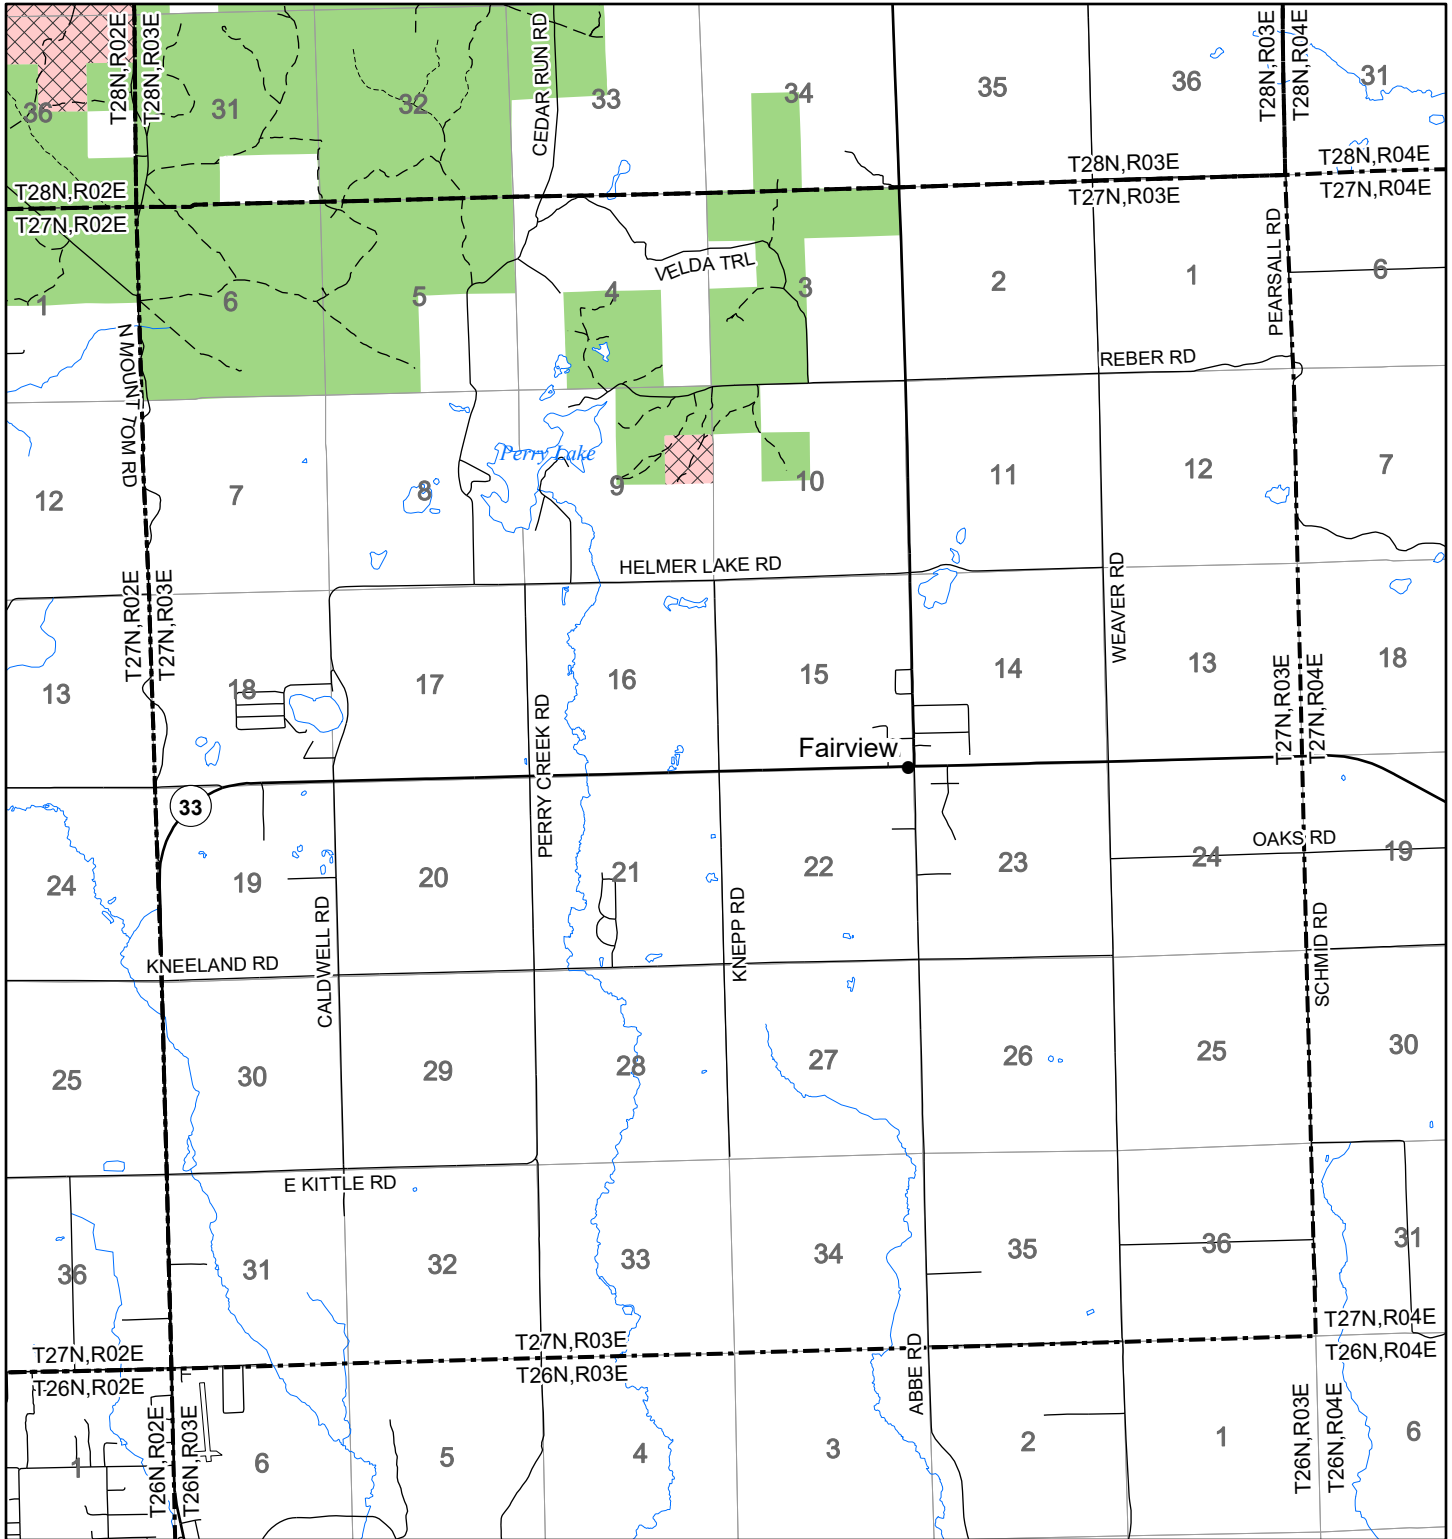 T28N,R02E
T28N,R03E
CEDAR RUN RD
T28N,R03E
T28N,R04E
36
31
32
33
34
35
36
31
T28N,R02E
T27N,R02E
T28N,R03E
T27N,R03E
T28N,R04E
T27N,R04E
PEARSALL RD
VELDA TRL
1
6
5
4
3
2
1
6
N MOUNT TOM RD
REBER RD
Perry Lake
12
7
8
9
10
11
12
7
HELMER LAKE RD
WEAVER RD
T27N,R02E
T27N,R03E
13
18
17
16
15
14
13
18
T27N,R03E
T27N,R04E
PERRY CREEK RD
Fairview
33
OAKS RD
24
19
20
21
22
23
24
19
CALDWELL RD
KNEPP RD
SCHMID RD
KNEELAND RD
25
30
29
28
27
26
25
30
E KITTLE RD
36
31
32
33
34
35
36
31
T27N,R02E
T26N,R02E
T27N,R03E
T26N,R03E
T27N,R04E
T26N,R04E
ABBE RD
T26N,R02E
T26N,R03E
T26N,R03E
T26N,R04E
1
6
5
4
3
2
1
6